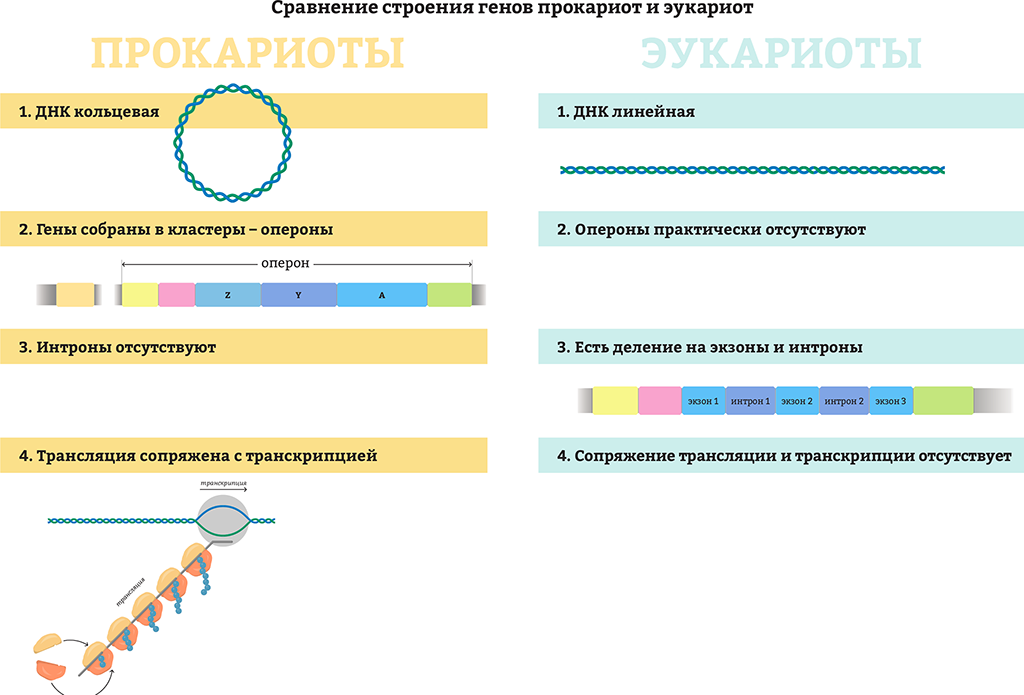 Сравнение строения генов прокариот и эукариот
ПРОКАРИОТЫ
ЭУКАРИОТЫ
1. ДНК кольцевая
1. ДНК линейная
2. Гены собраны в кластеры – опероны
2. Опероны практически отсутствуют
оперон
Z
Y
A
3. Интроны отсутствуют
3. Есть деление на экзоны и интроны
экзон 1
интрон 1
экзон 2
интрон 2
экзон 3
4. Трансляция сопряжена с транскрипцией
4. Сопряжение трансляции и транскрипции отсутствует
транскрипция
трансляция